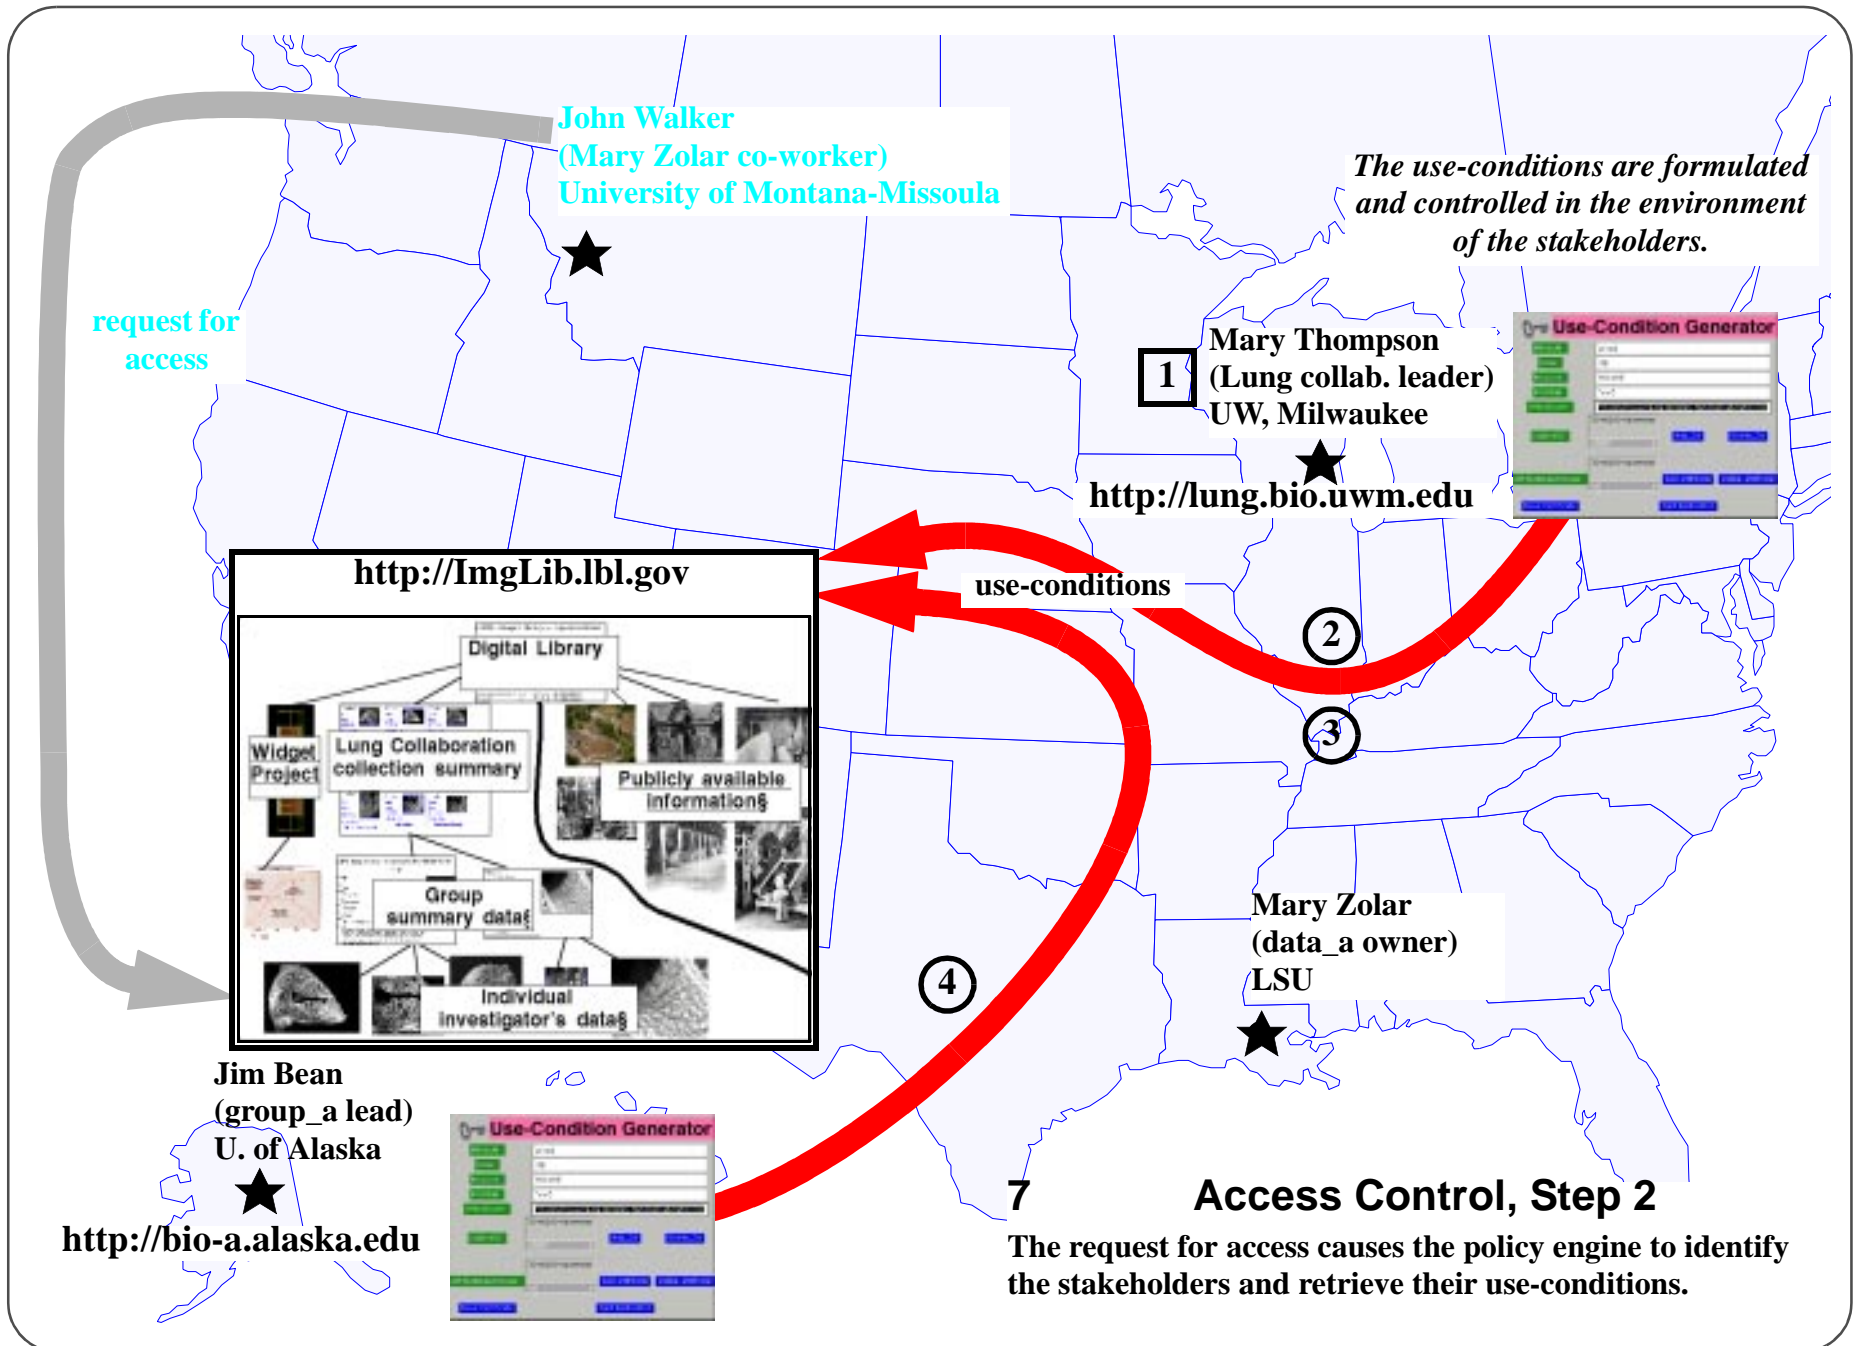 John Walker
(Mary Zolar co-worker)
University of Montana-Missoula
The use-conditions are formulated
and controlled in the environment
of the stakeholders.
request for
access
1
Mary Thompson
(Lung collab. leader)
UW, Milwaukee
http://lung.bio.uwm.edu
Use-Condition Generator
http://ImgLib.lbl.gov
use-conditions
2
3
4
Digital Library
Widget
Project
Lung Collaboration
collection summary
Publicly available
information§
Group
summary data§
Individual
investigator's data§
Mary Zolar
(data_a owner)
LSU
Jim Bean
(group_a lead)
U. of Alaska
http://bio-a.alaska.edu
Use-Condition Generator
7 Access Control, Step 2
The request for access causes the policy engine to identify
the stakeholders and retrieve their use-conditions.